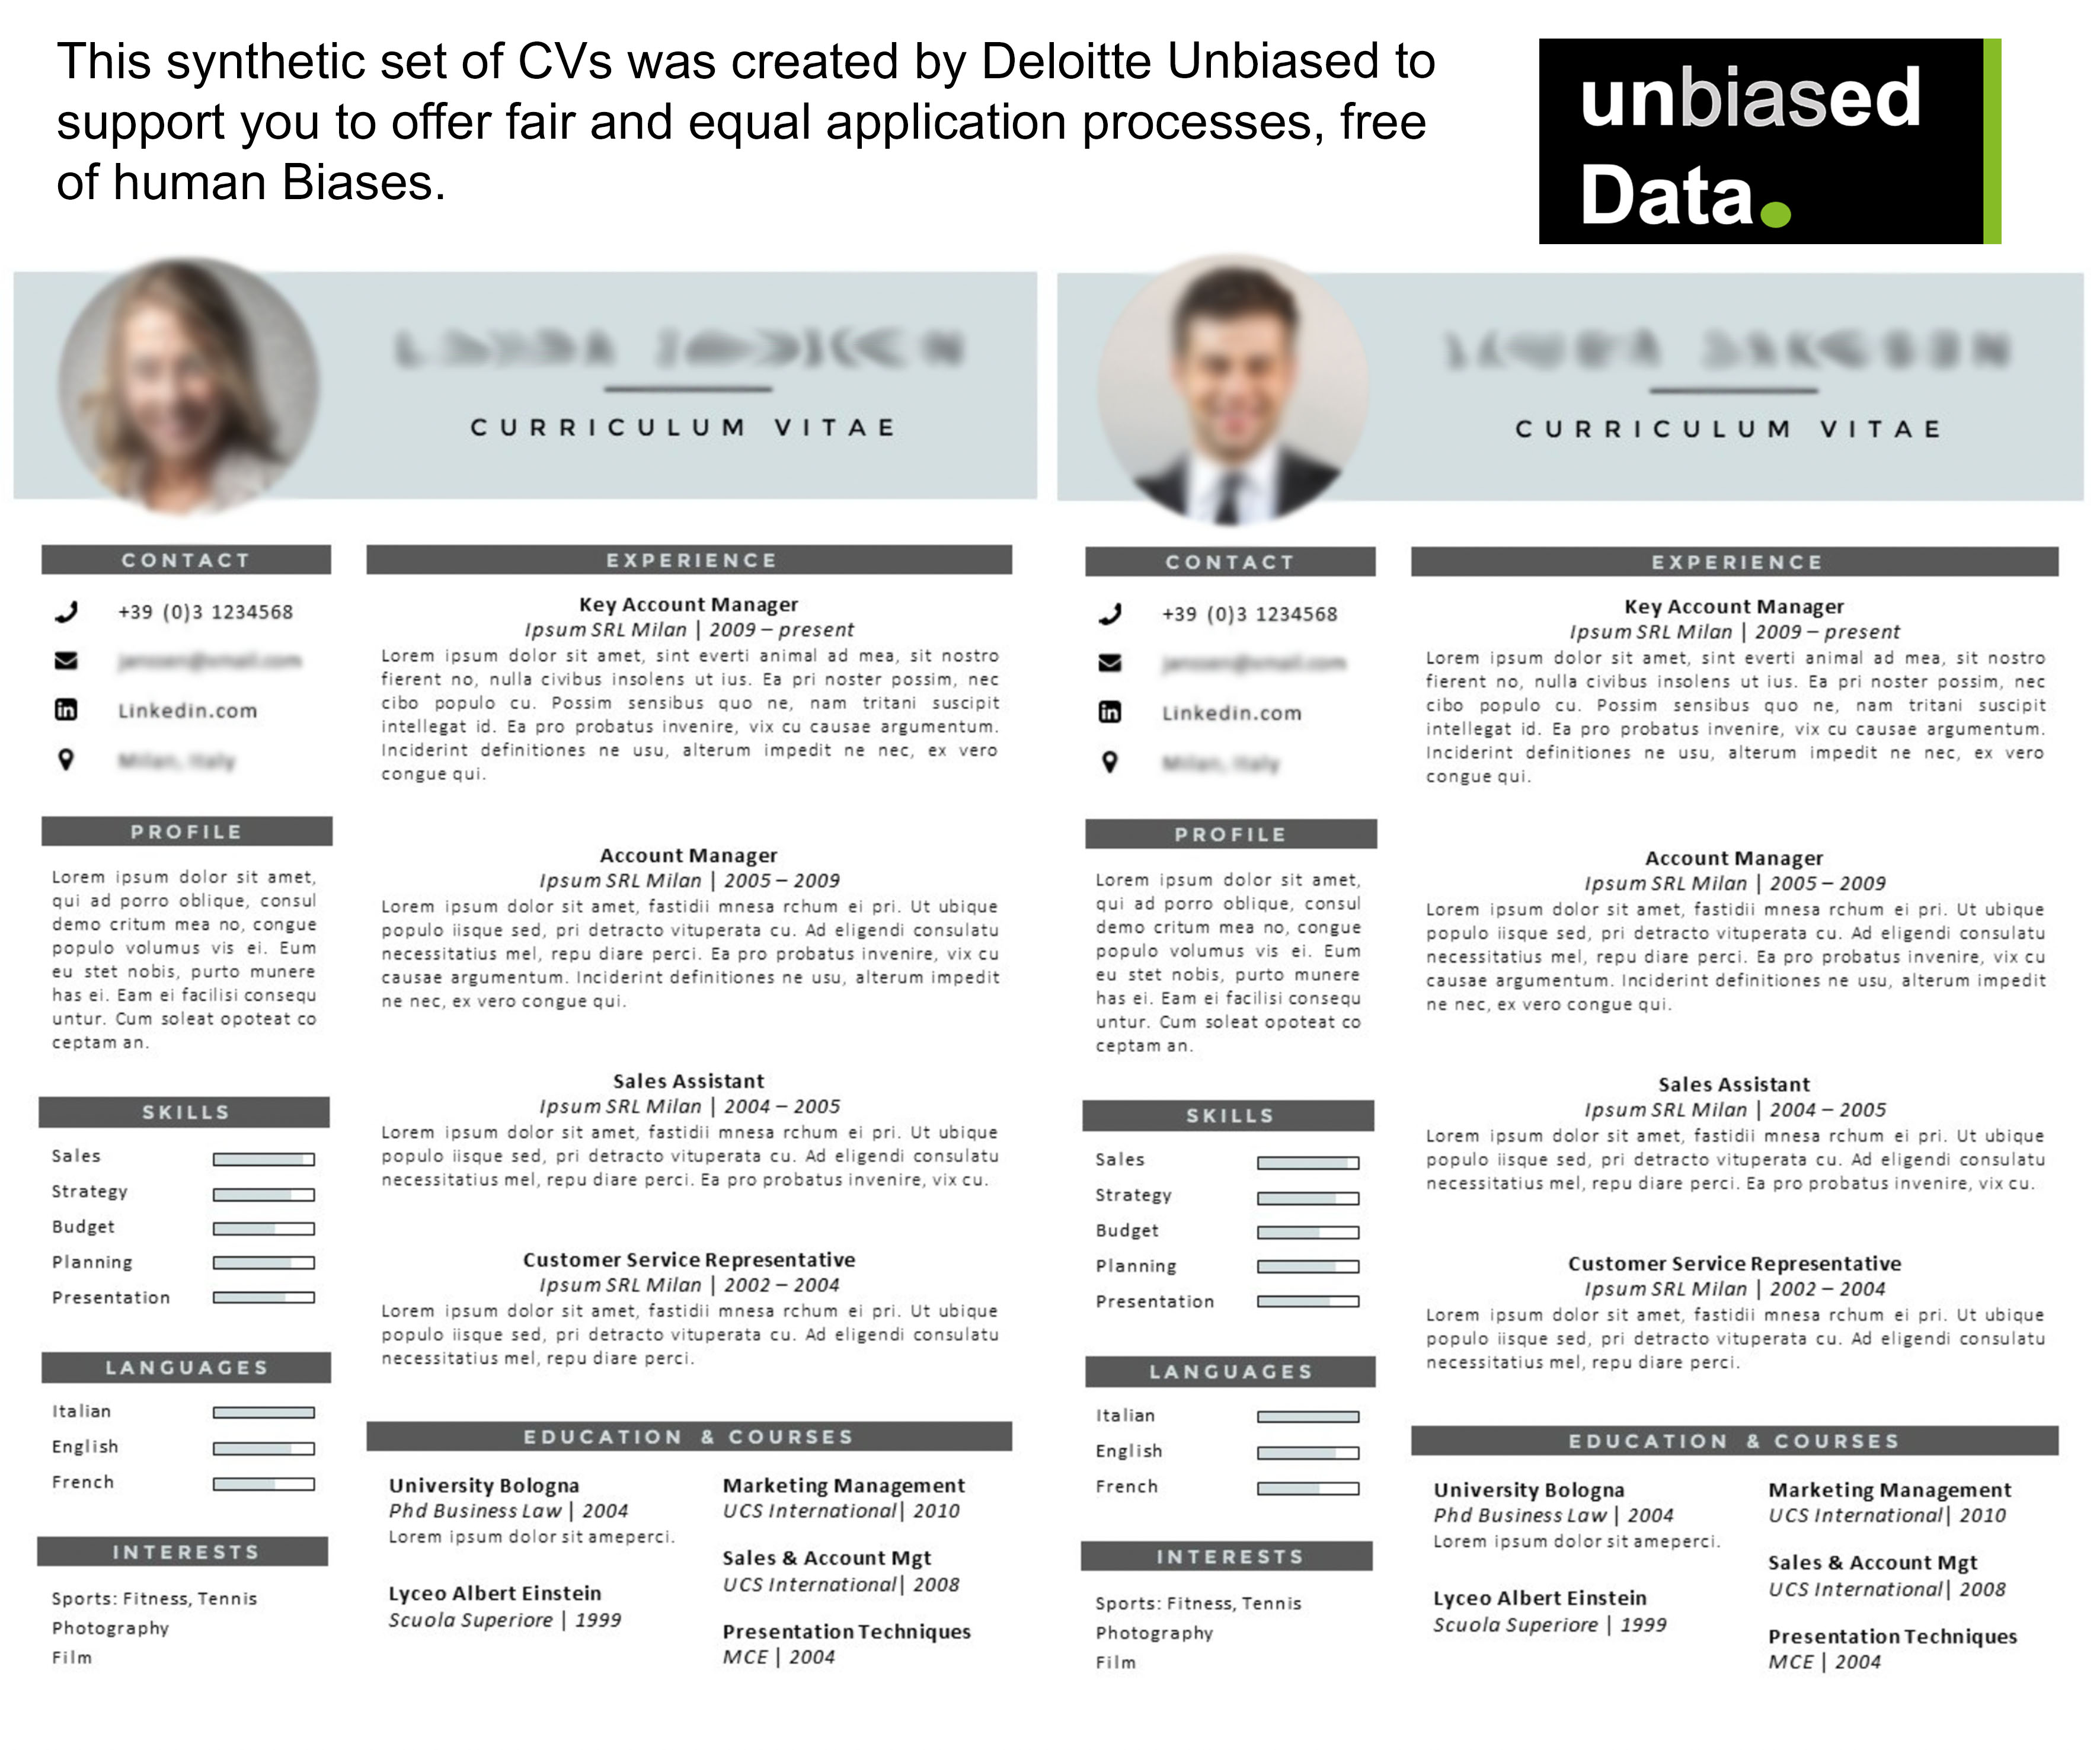 This synthetic set of CVs was created by Deloitte Unbiased to
support you to offer fair and equal application processes, free
of human Biases.
unbiased
Data.
CURRICULUM VITAE
CONTACT
+39 (0)3 1234568
Linkedin.com
PROFILE
Lorem ipsum dolor sit amet,
qui ad porro oblique, consul
demo critum mea no, congue
populo volumus vis ei. Eum
eu stet nobis, purto munere
has ei. Eam ei facilisi consequ
untur. Cum soleat opoteat co
ceptam an.
SKILLS
Sales
Strategy
Budget
Planning
Presentation
LANGUAGES
Italian
English
French
INTERESTS
Sports: Fitness, Tennis
Photography
Film
EXPERIENCE
Key Account Manager
Ipsum SRL Milan | 2009 – present
Lorem ipsum dolor sit amet, sint everti animal ad mea, sit nostro
fierent no, nulla civibus insolens ut ius. Ea pri noster possim, nec
cibo populo cu. Possim sensibus quo ne, nam tritani suscipit
intellegat id. Ea pro probatus invenire, vix cu causae argumentum.
Inciderint definitiones ne usu, alterum impedit ne nec, ex vero
congue qui.
Account Manager
Ipsum SRL Milan | 2005 – 2009
Lorem ipsum dolor sit amet, fastidii mnesa rchum ei pri. Ut ubique
populo iisque sed, pri detracto vituperata cu. Ad eligendi consulatu
necessitatius mel, repu diare perci. Ea pro probatus invenire, vix cu
causae argumentum. Inciderint definitiones ne usu, alterum impedit
ne nec, ex vero congue qui.
Sales Assistant
Ipsum SRL Milan | 2004 – 2005
Lorem ipsum dolor sit amet, fastidii mnesa rchum ei pri. Ut ubique
populo iisque sed, pri detracto vituperata cu. Ad eligendi consulatu
necessitatius mel, repu diare perci. Ea pro probatus invenire, vix cu.
Customer Service Representative
Ipsum SRL Milan | 2002 – 2004
Lorem ipsum dolor sit amet, fastidii mnesa rchum ei pri. Ut ubique
populo iisque sed, pri detracto vituperata cu. Ad eligendi consulatu
necessitatius mel, repu diare perci.
EDUCATION & COURSES
University Bologna
Phd Business Law | 2004
Lorem ipsum dolor sit ameperci.
Lyceo Albert Einstein
Scuola Superiore | 1999
Marketing Management
UCS International| 2010
Sales & Account Mgt
UCS International| 2008
Presentation Techniques
MCE | 2004
CURRICULUM VITAE
CONTACT
+39 (0)3 1234568
Linkedin.com
PROFILE
Lorem ipsum dolor sit amet,
qui ad porro oblique, consul
demo critum mea no, congue
populo volumus vis ei. Eum
eu stet nobis, purto munere
has ei. Eam ei facilisi consequ
untur. Cum soleat opoteat co
ceptam an.
SKILLS
Sales
Strategy
Budget
Planning
Presentation
LANGUAGES
Italian
English
French
INTERESTS
Sports: Fitness, Tennis
Photography
Film
EXPERIENCE
Key Account Manager
Ipsum SRL Milan | 2009 – present
Lorem ipsum dolor sit amet, sint everti animal ad mea, sit nostro
fierent no, nulla civibus insolens ut ius. Ea pri noster possim, nec
cibo populo cu. Possim sensibus quo ne, nam tritani suscipit
intellegat id. Ea pro probatus invenire, vix cu causae argumentum.
Inciderint definitiones ne usu, alterum impedit ne nec, ex vero
congue qui.
Account Manager
Ipsum SRL Milan | 2005 – 2009
Lorem ipsum dolor sit amet, fastidii mnesa rchum ei pri. Ut ubique
populo iisque sed, pri detracto vituperata cu. Ad eligendi consulatu
necessitatius mel, repu diare perci. Ea pro probatus invenire, vix cu
causae argumentum. Inciderint definitiones ne usu, alterum impedit
ne nec, ex vero congue qui.
Sales Assistant
Ipsum SRL Milan | 2004 – 2005
Lorem ipsum dolor sit amet, fastidii mnesa rchum ei pri. Ut ubique
populo iisque sed, pri detracto vituperata cu. Ad eligendi consulatu
necessitatius mel, repu diare perci. Ea pro probatus invenire, vix cu.
Customer Service Representative
Ipsum SRL Milan | 2002 – 2004
Lorem ipsum dolor sit amet, fastidii mnesa rchum ei pri. Ut ubique
populo iisque sed, pri detracto vituperata cu. Ad eligendi consulatu
necessitatius mel, repu diare perci.
EDUCATION & COURSES
University Bologna
Phd Business Law | 2004
Lorem ipsum dolor sit ameperci.
Lyceo Albert Einstein
Scuola Superiore | 1999
Marketing Management
UCS International| 2010
Sales & Account Mgt
UCS International| 2008
Presentation Techniques
MCE | 2004